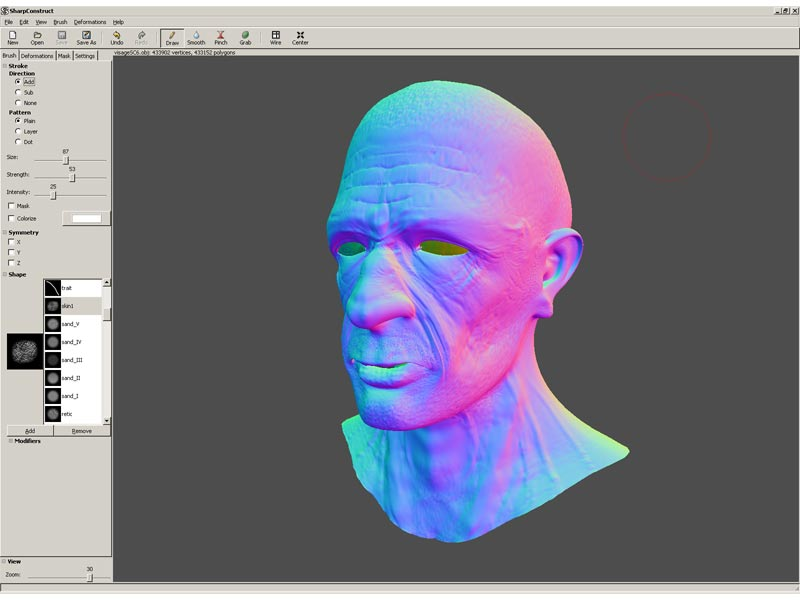 SharpConstruct
File Edit View Brush Deformations Help
New Open Save Save As Undo Redo Draw Smooth Pinch Grab Wire Center
Brush Deformations Mask Settings
visageSC6.obj: 433902 vertices, 433152 polygons
Stroke
Direction
Add
Sub
None
Pattern
Plain
Layer
Dot
87
Size:
53
Strength:
25
Intensity:
Mask
Colorize
Symmetry
X
Y
Z
Shape
trait
skin1
sand_V
sand_IV
sand_III
sand_II
sand_I
retic
Add Remove
Modifiers
View
30
Zoom: